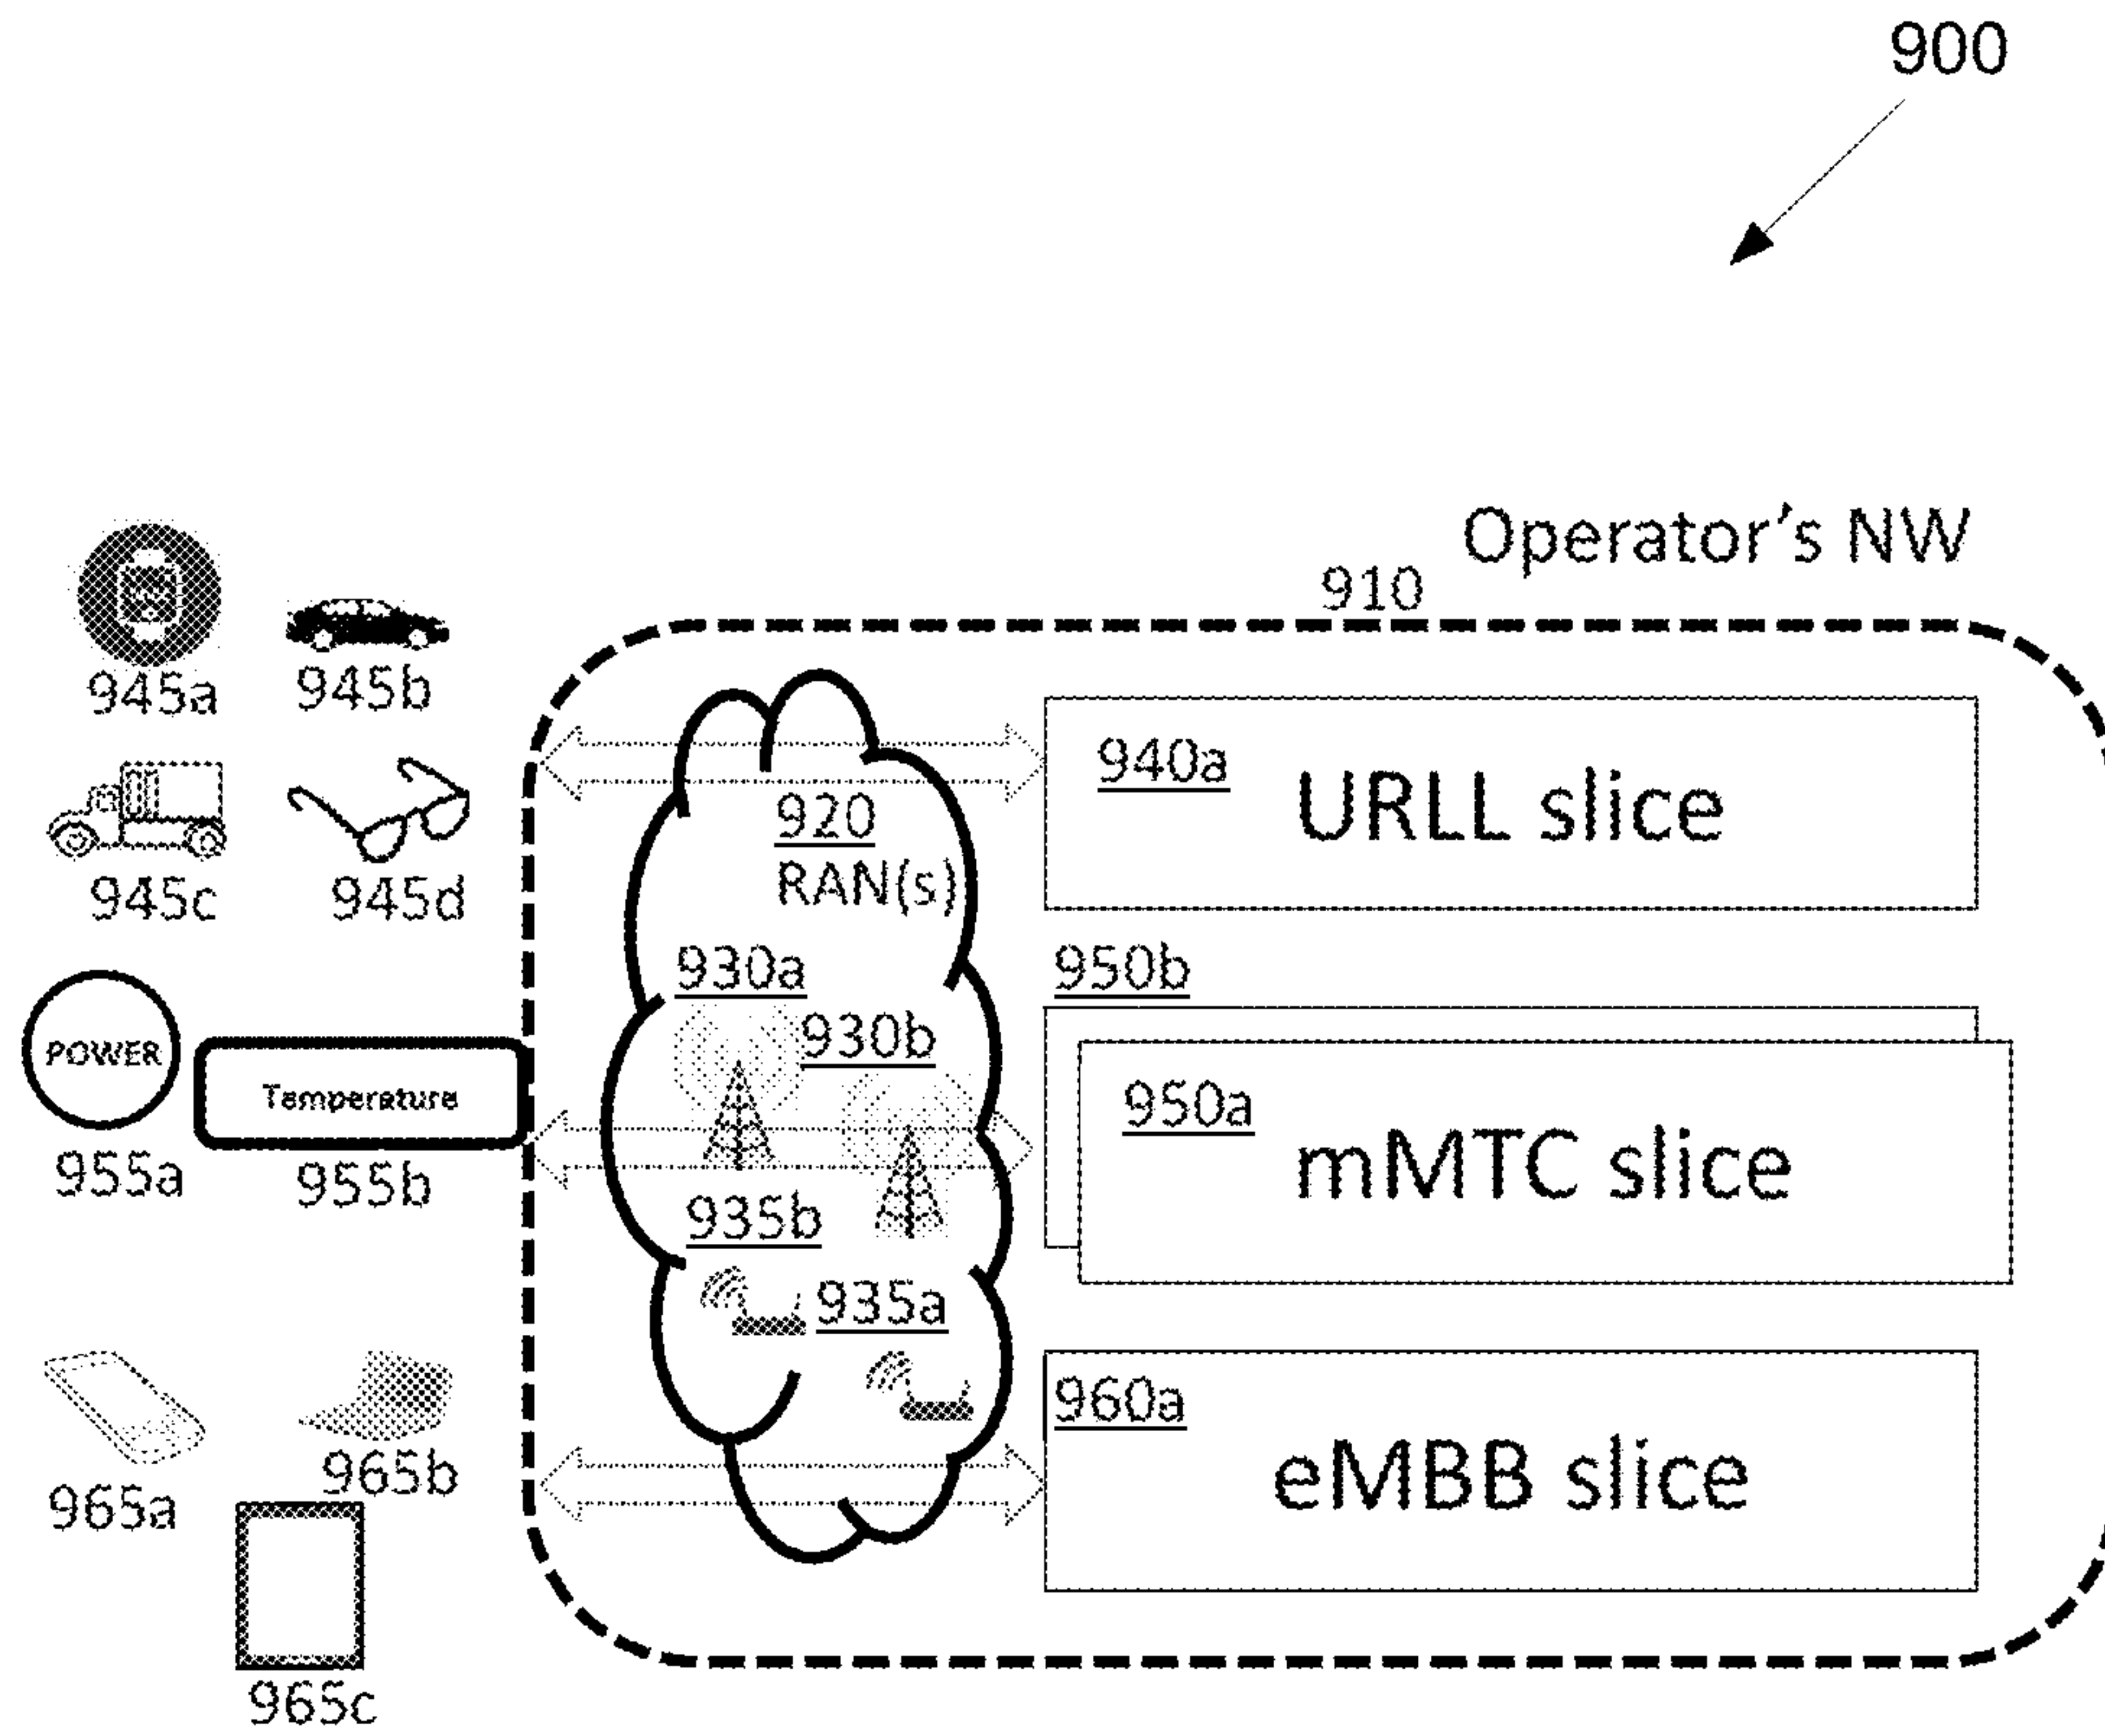 900
Operator's NW
910
945a
945b
940a
URLL slice
920
RAN(s)
945c
945d
930a
950b
930b
POWER
Temperature
950a
mMTC slice
955a
955b
935b
935a
960a
eMBB slice
965b
965a
965c